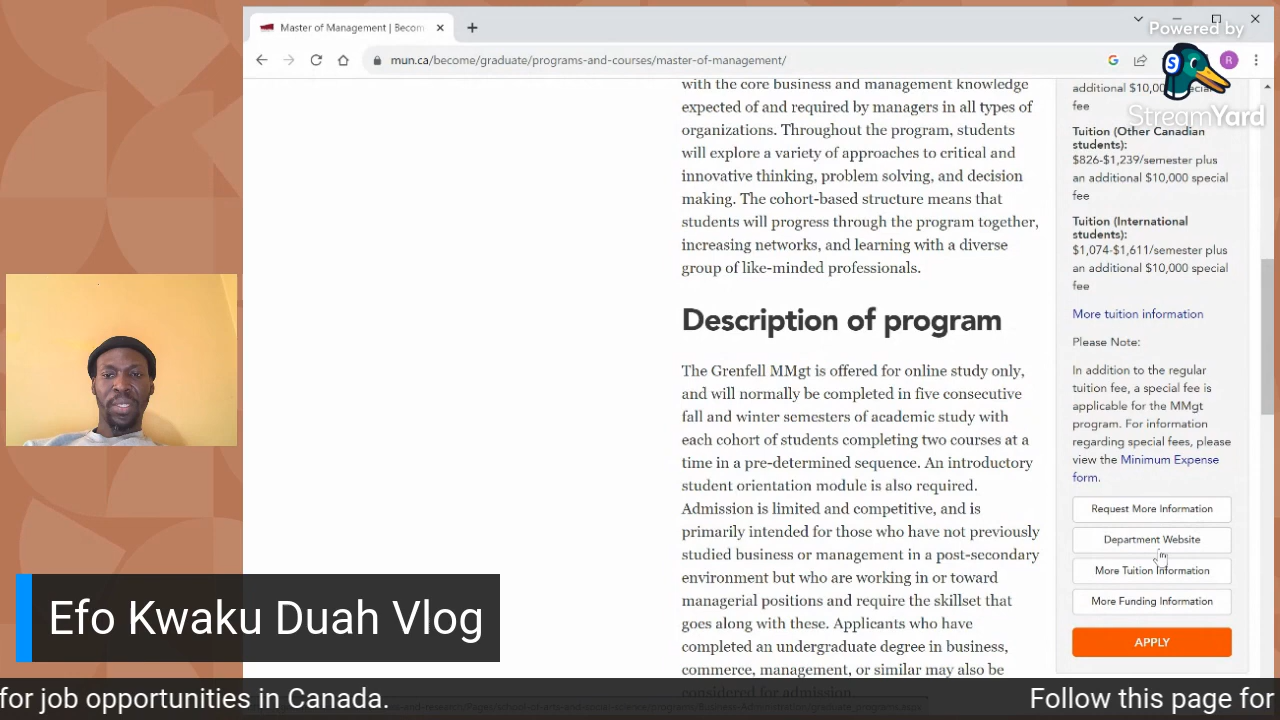 Master of Management | Becom
Powered by
mun.ca/become/graduate/programs-and-courses/master-of-management/
StreamYard
with the core business and management knowledge
expected of and required by managers in all types of
organizations. Throughout the program, students
will explore a variety of approaches to critical and
innovative thinking, problem solving, and decision
making. The cohort-based structure means that
students will progress through the program together,
increasing networks, and learning with a diverse
group of like-minded professionals.
Description of program
The Grenfell MMgt is offered for online study only,
and will normally be completed in five consecutive
fall and winter semesters of academic study with
each cohort of students completing two courses at a
time in a pre-determined sequence. An introductory
student orientation module is also required.
Admission is limited and competitive, and is
primarily intended for those who have not previously
studied business or management in a post-secondary
environment but who are working in or toward
managerial positions and require the skillset that
goes along with these. Applicants who have
completed an undergraduate degree in business,
commerce, management, or similar may also be
considered for admission.
additional $10,00 special
fee
Tuition (Other Canadian
students):
$826-$1,239/semester plus
an additional $10,000 special
fee
Tuition (International
students):
$1,074-$1,611/semester plus
an additional $10,000 special
fee
More tuition information
Please Note:
In addition to the regular
tuition fee, a special fee is
applicable for the MMgt
program. For information
regarding special fees, please
view the Minimum Expense
form.
Request More Information
Department Website
More Tuition Information
More Funding Information
APPLY
Efo Kwaku Duah Vlog
for job opportunities in Canada.
Follow this page for